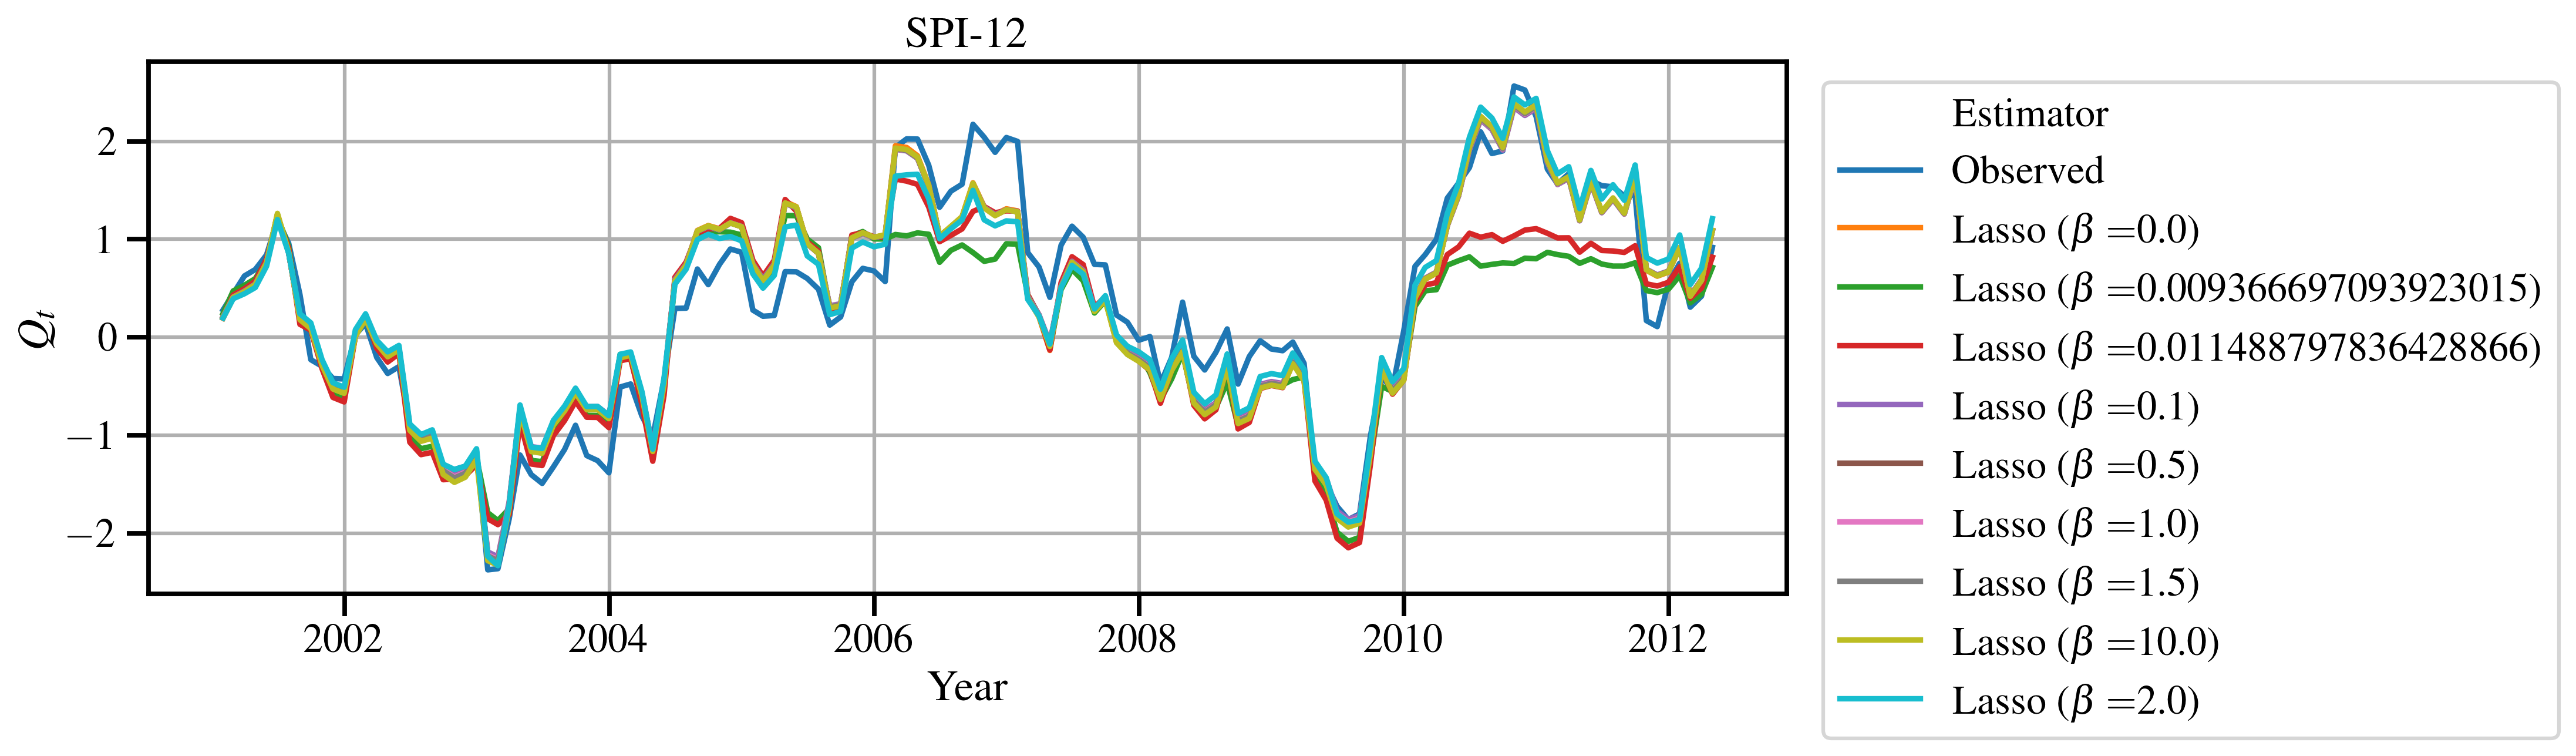 SPI-12
2
1
0
−1
−2
Q_t
2002 2004 2006 2008 2010 2012
Year
Estimator
Observed
Lasso (β =0.0)
Lasso (β =0.009366697093923015)
Lasso (β =0.011488797836428866)
Lasso (β =0.1)
Lasso (β =0.5)
Lasso (β =1.0)
Lasso (β =1.5)
Lasso (β =10.0)
Lasso (β =2.0)